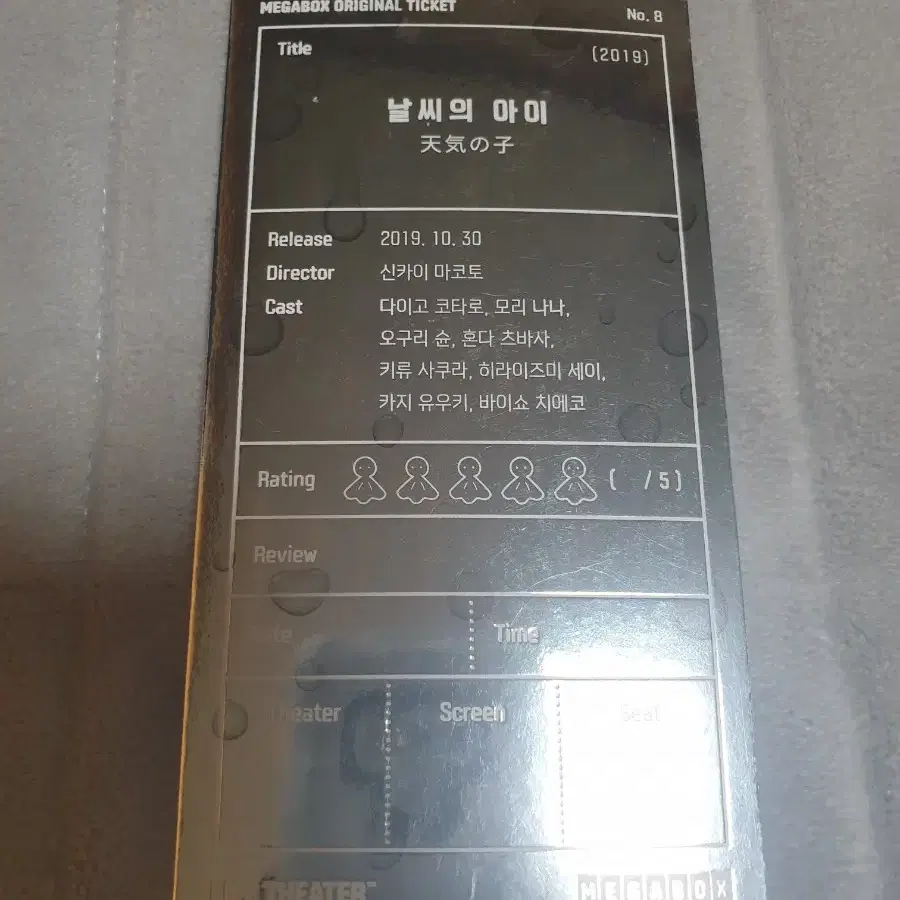 MEGABOX ORIGINAL TICKET
No. 8
Title
(2019)
날씨의 아이
天気の子
Release 2019. 10. 30
Director 신카이 마코토
Cast 다이고 코타로, 모리 나나,
오구리 슌, 혼다 츠바사,
키류 사쿠라, 히라이즈미 세이,
카지 유우키, 바이쇼 치에코
Rating ( /5)
Review
Date Time
Theater Screen Seat
THEATER™ MEGABOX